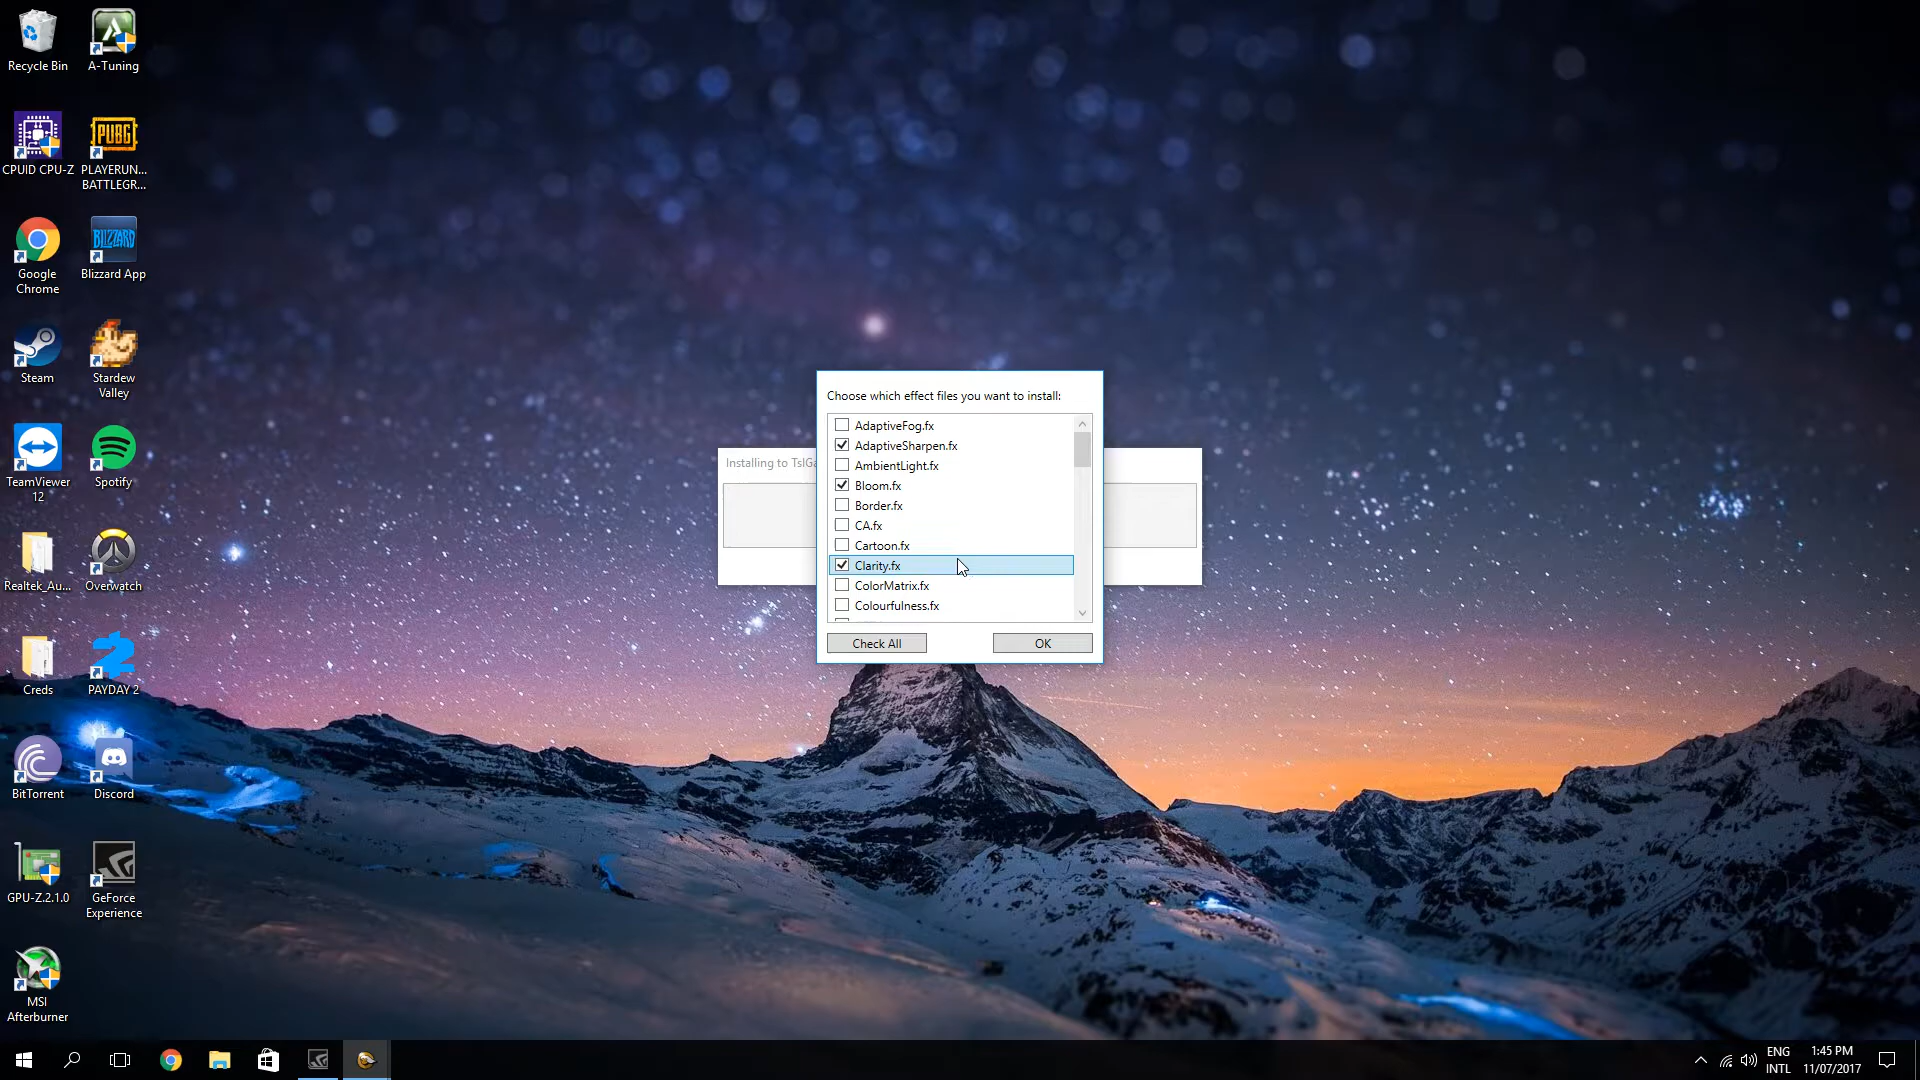 Recycle Bin
A-Tuning
CPUID CPU-Z
PUBG
PLAYERUN...
BATTLEGR...
Google
Chrome
BLIZZARD
Blizzard App
Steam
Stardew
Valley
TeamViewer
12
Spotify
Realtek_Au...
Overwatch
Creds
PAYDAY 2
BitTorrent
Discord
GPU-Z.2.1.0
GeForce
Experience
MSI
Afterburner
Installing to TslGa
Choose which effect files you want to install:
AdaptiveFog.fx
AdaptiveSharpen.fx
AmbientLight.fx
Bloom.fx
Border.fx
CA.fx
Cartoon.fx
Clarity.fx
ColorMatrix.fx
Colourfulness.fx
Check All
OK
ENG
INTL
1:45 PM
11/07/2017